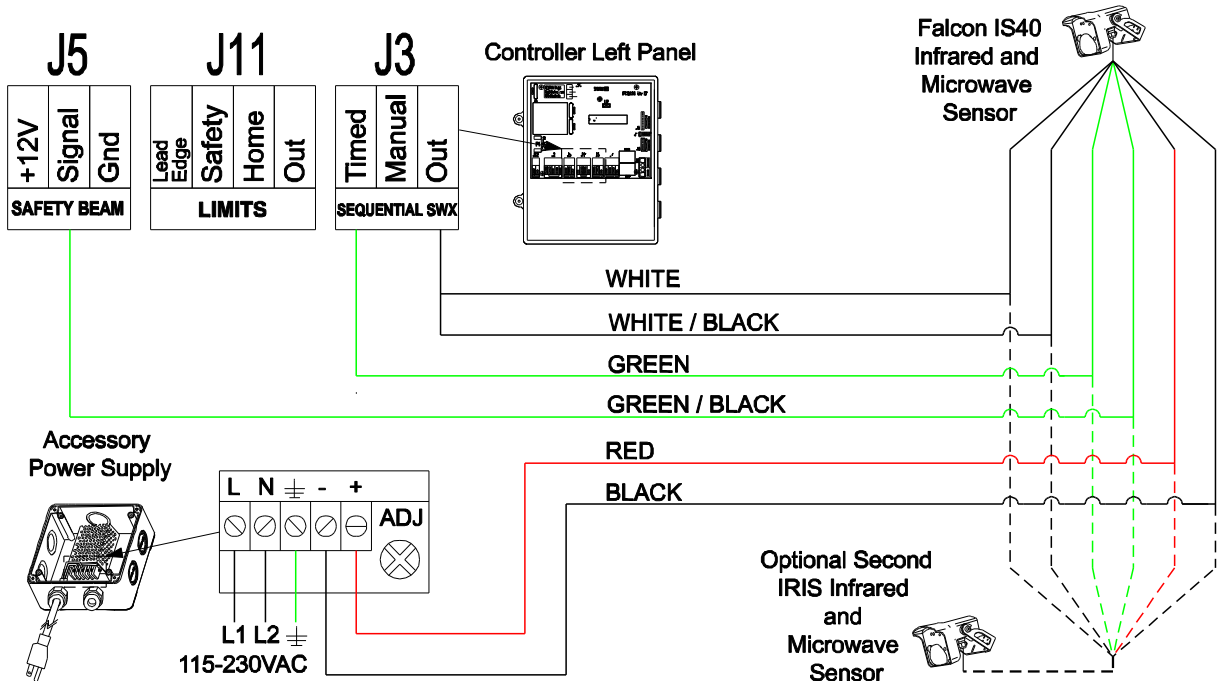 J5
J11
J3
Controller Left Panel
Falcon IS40
Infrared and
Microwave
Sensor
+12V
Signal
Gnd
Lead
Edge
Safety
Home
Out
Timed
Manual
Out
SAFETY BEAM
LIMITS
SEQUENTIAL SWX
WHITE
WHITE / BLACK
GREEN
GREEN / BLACK
RED
BLACK
Accessory
Power Supply
L N - +
ADJ
L1 L2
115-230VAC
Optional Second
IRIS Infrared
and
Microwave
Sensor